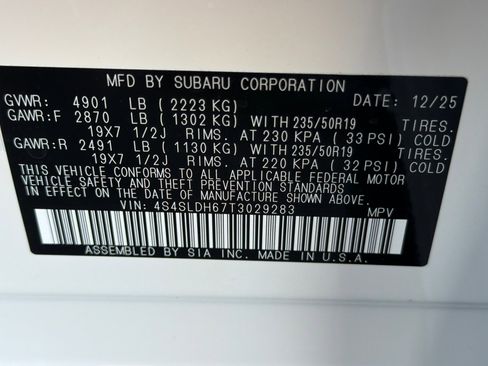 MFD BY SUBARU CORPORATION
GVWR: 4901 LB (2223 KG) DATE: 12/25
GAWR:F 2870 LB (1302 KG) WITH 235/50R19 TIRES.
19X7 1/2J RIMS. AT 230 KPA (33 PSI) COLD
GAWR:R 2491 LB (1130 KG) WITH 235/50R19 TIRES.
19X7 1/2J RIMS. AT 220 KPA (32 PSI) COLD
THIS VEHICLE CONFORMS TO ALL APPLICABLE FEDERAL MOTOR
VEHICLE SAFETY, BUMPER, AND THEFT PREVENTION STANDARDS
IN EFFECT ON THE DATE OF MANUFACTURE SHOWN ABOVE.
VIN: 4S4SLDH67T3029283 MPV
ASSEMBLED BY SIA INC. MADE IN U.S.A.